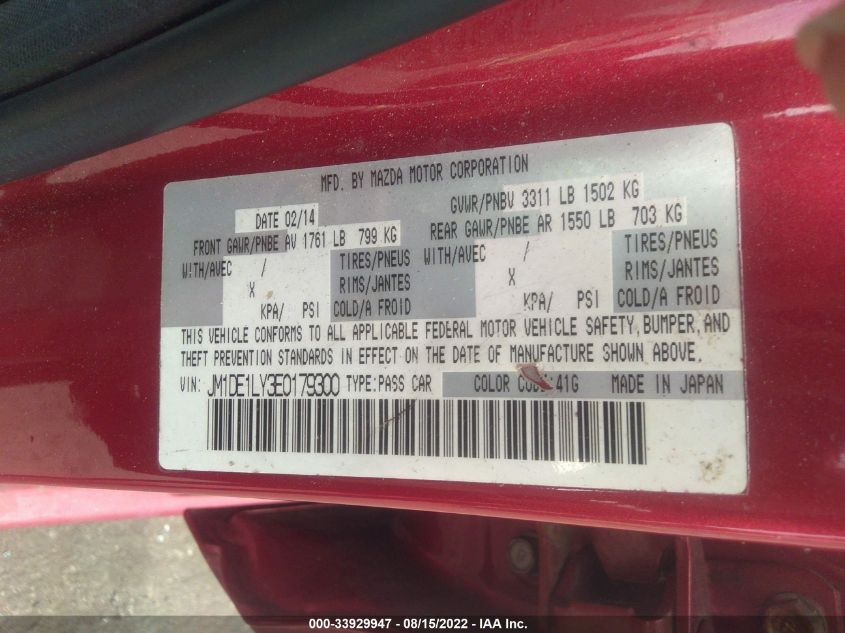 MFD. BY MAZDA MOTOR CORPORATION
DATE 02/14 GVWR/PNBV 3311 LB 1502 KG
FRONT GAWR/PNBE AV 1761 LB 799 KG REAR GAWR/PNBE AR 1550 LB 703 KG
WITH/AVEC / TIRES/PNEUS WITH/AVEC / TIRES/PNEUS
X RIMS/JANTES X RIMS/JANTES
KPA/ PSI COLD/A FROID KPA/ PSI COLD/A FROID
THIS VEHICLE CONFORMS TO ALL APPLICABLE FEDERAL MOTOR VEHICLE SAFETY, BUMPER, AND
THEFT PREVENTION STANDARDS IN EFFECT ON THE DATE OF MANUFACTURE SHOWN ABOVE.
VIN: JM1DE1LY3E0179300 TYPE:PASS CAR COLOR 41G MADE IN JAPAN
000-33929947 - 08/15/2022 - IAA Inc.